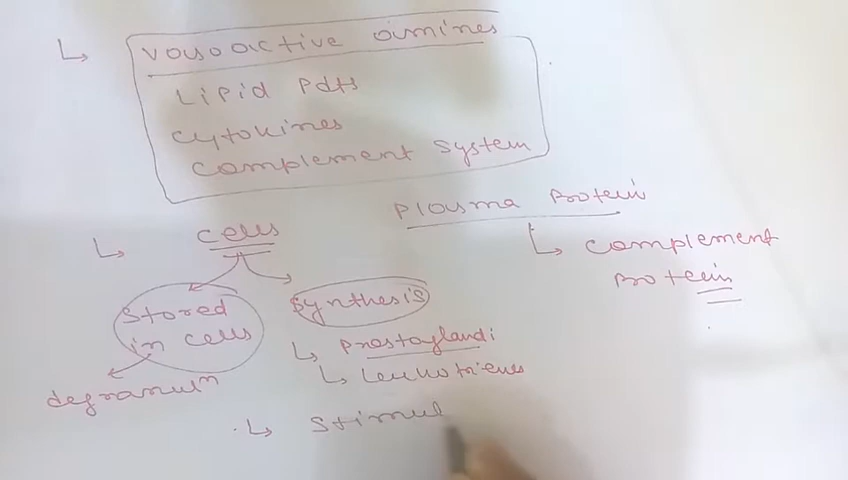 Vasoactive amines
Lipid Pdts
Cytokines
Complement System
cells
Plasma Protein
Complement
Protein
Stored
in cells
Synthesis
degranuln
Prostaglandi
Leukotrienes
Stimul